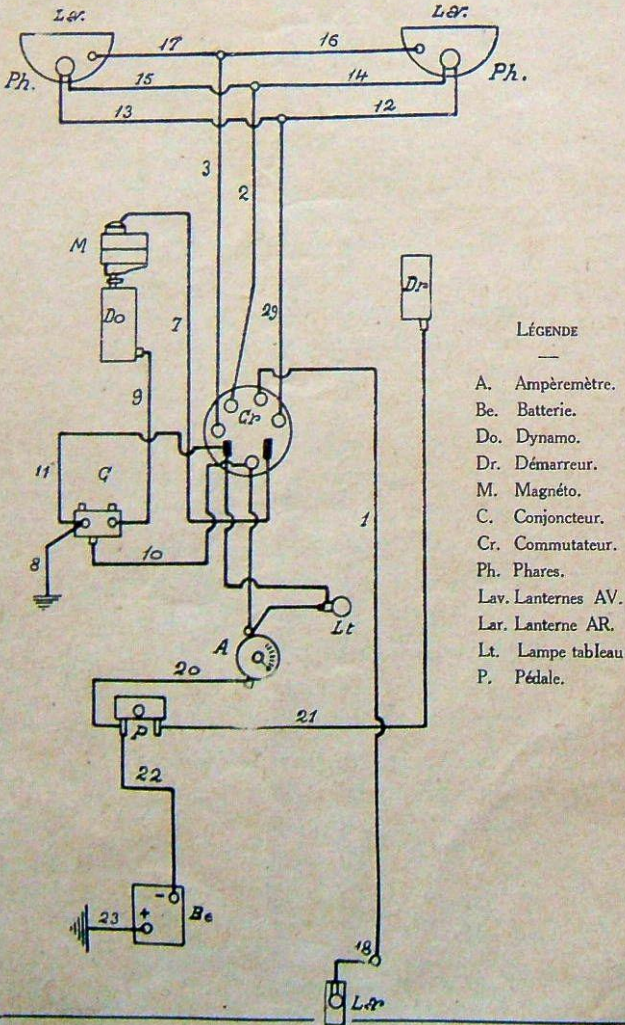 Lar.
Lar.
17
16
Ph.
Ph.
15
14
13
12
3
2
M
Do
7
29
Dr
9
Cr
11
C
1
10
8
Lt
A
20
P
21
22
-
+
Be
23
18
Lar
LÉGENDE
A. Ampèremètre.
Be. Batterie.
Do. Dynamo.
Dr. Démarreur.
M. Magnéto.
C. Conjoncteur.
Cr. Commutateur.
Ph. Phares.
Lav. Lanternes AV.
Lar. Lanterne AR.
Lt. Lampe tableau
P. Pédale.